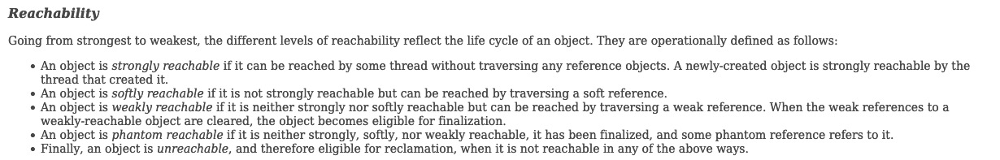 Reachability
Going from strongest to weakest, the different levels of reachability reflect the life cycle of an object. They are operationally defined as follows:
• An object is strongly reachable if it can be reached by some thread without traversing any reference objects. A newly-created object is strongly reachable by the
thread that created it.
• An object is softly reachable if it is not strongly reachable but can be reached by traversing a soft reference.
• An object is weakly reachable if it is neither strongly nor softly reachable but can be reached by traversing a weak reference. When the weak references to a
weakly-reachable object are cleared, the object becomes eligible for finalization.
• An object is phantom reachable if it is neither strongly, softly, nor weakly reachable, it has been finalized, and some phantom reference refers to it.
• Finally, an object is unreachable, and therefore eligible for reclamation, when it is not reachable in any of the above ways.